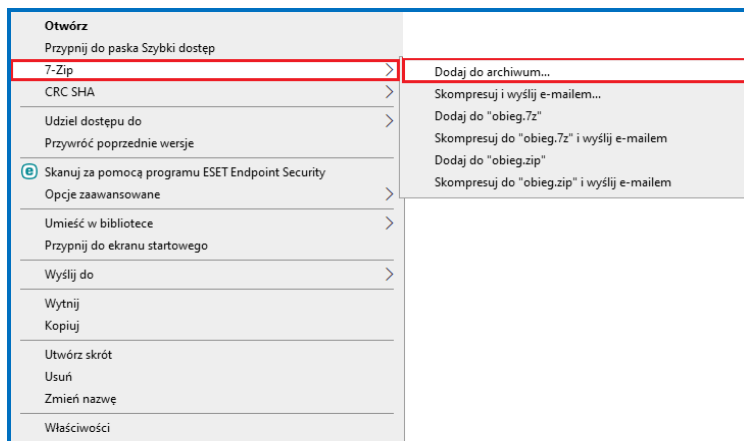 Otwórz
Przypnij do paska Szybki dostęp
7-Zip
CRC SHA
Udziel dostępu do
Przywróć poprzednie wersje
Skanuj za pomocą programu ESET Endpoint Security
Opcje zaawansowane
Umieść w bibliotece
Przypnij do ekranu startowego
Wyślij do
Wytnij
Kopiuj
Utwórz skrót
Usuń
Zmień nazwę
Właściwości
Dodaj do archiwum...
Skompresuj i wyślij e-mailem...
Dodaj do "obieg.7z"
Skompresuj do "obieg.7z" i wyślij e-mailem
Dodaj do "obieg.zip"
Skompresuj do "obieg.zip" i wyślij e-mailem